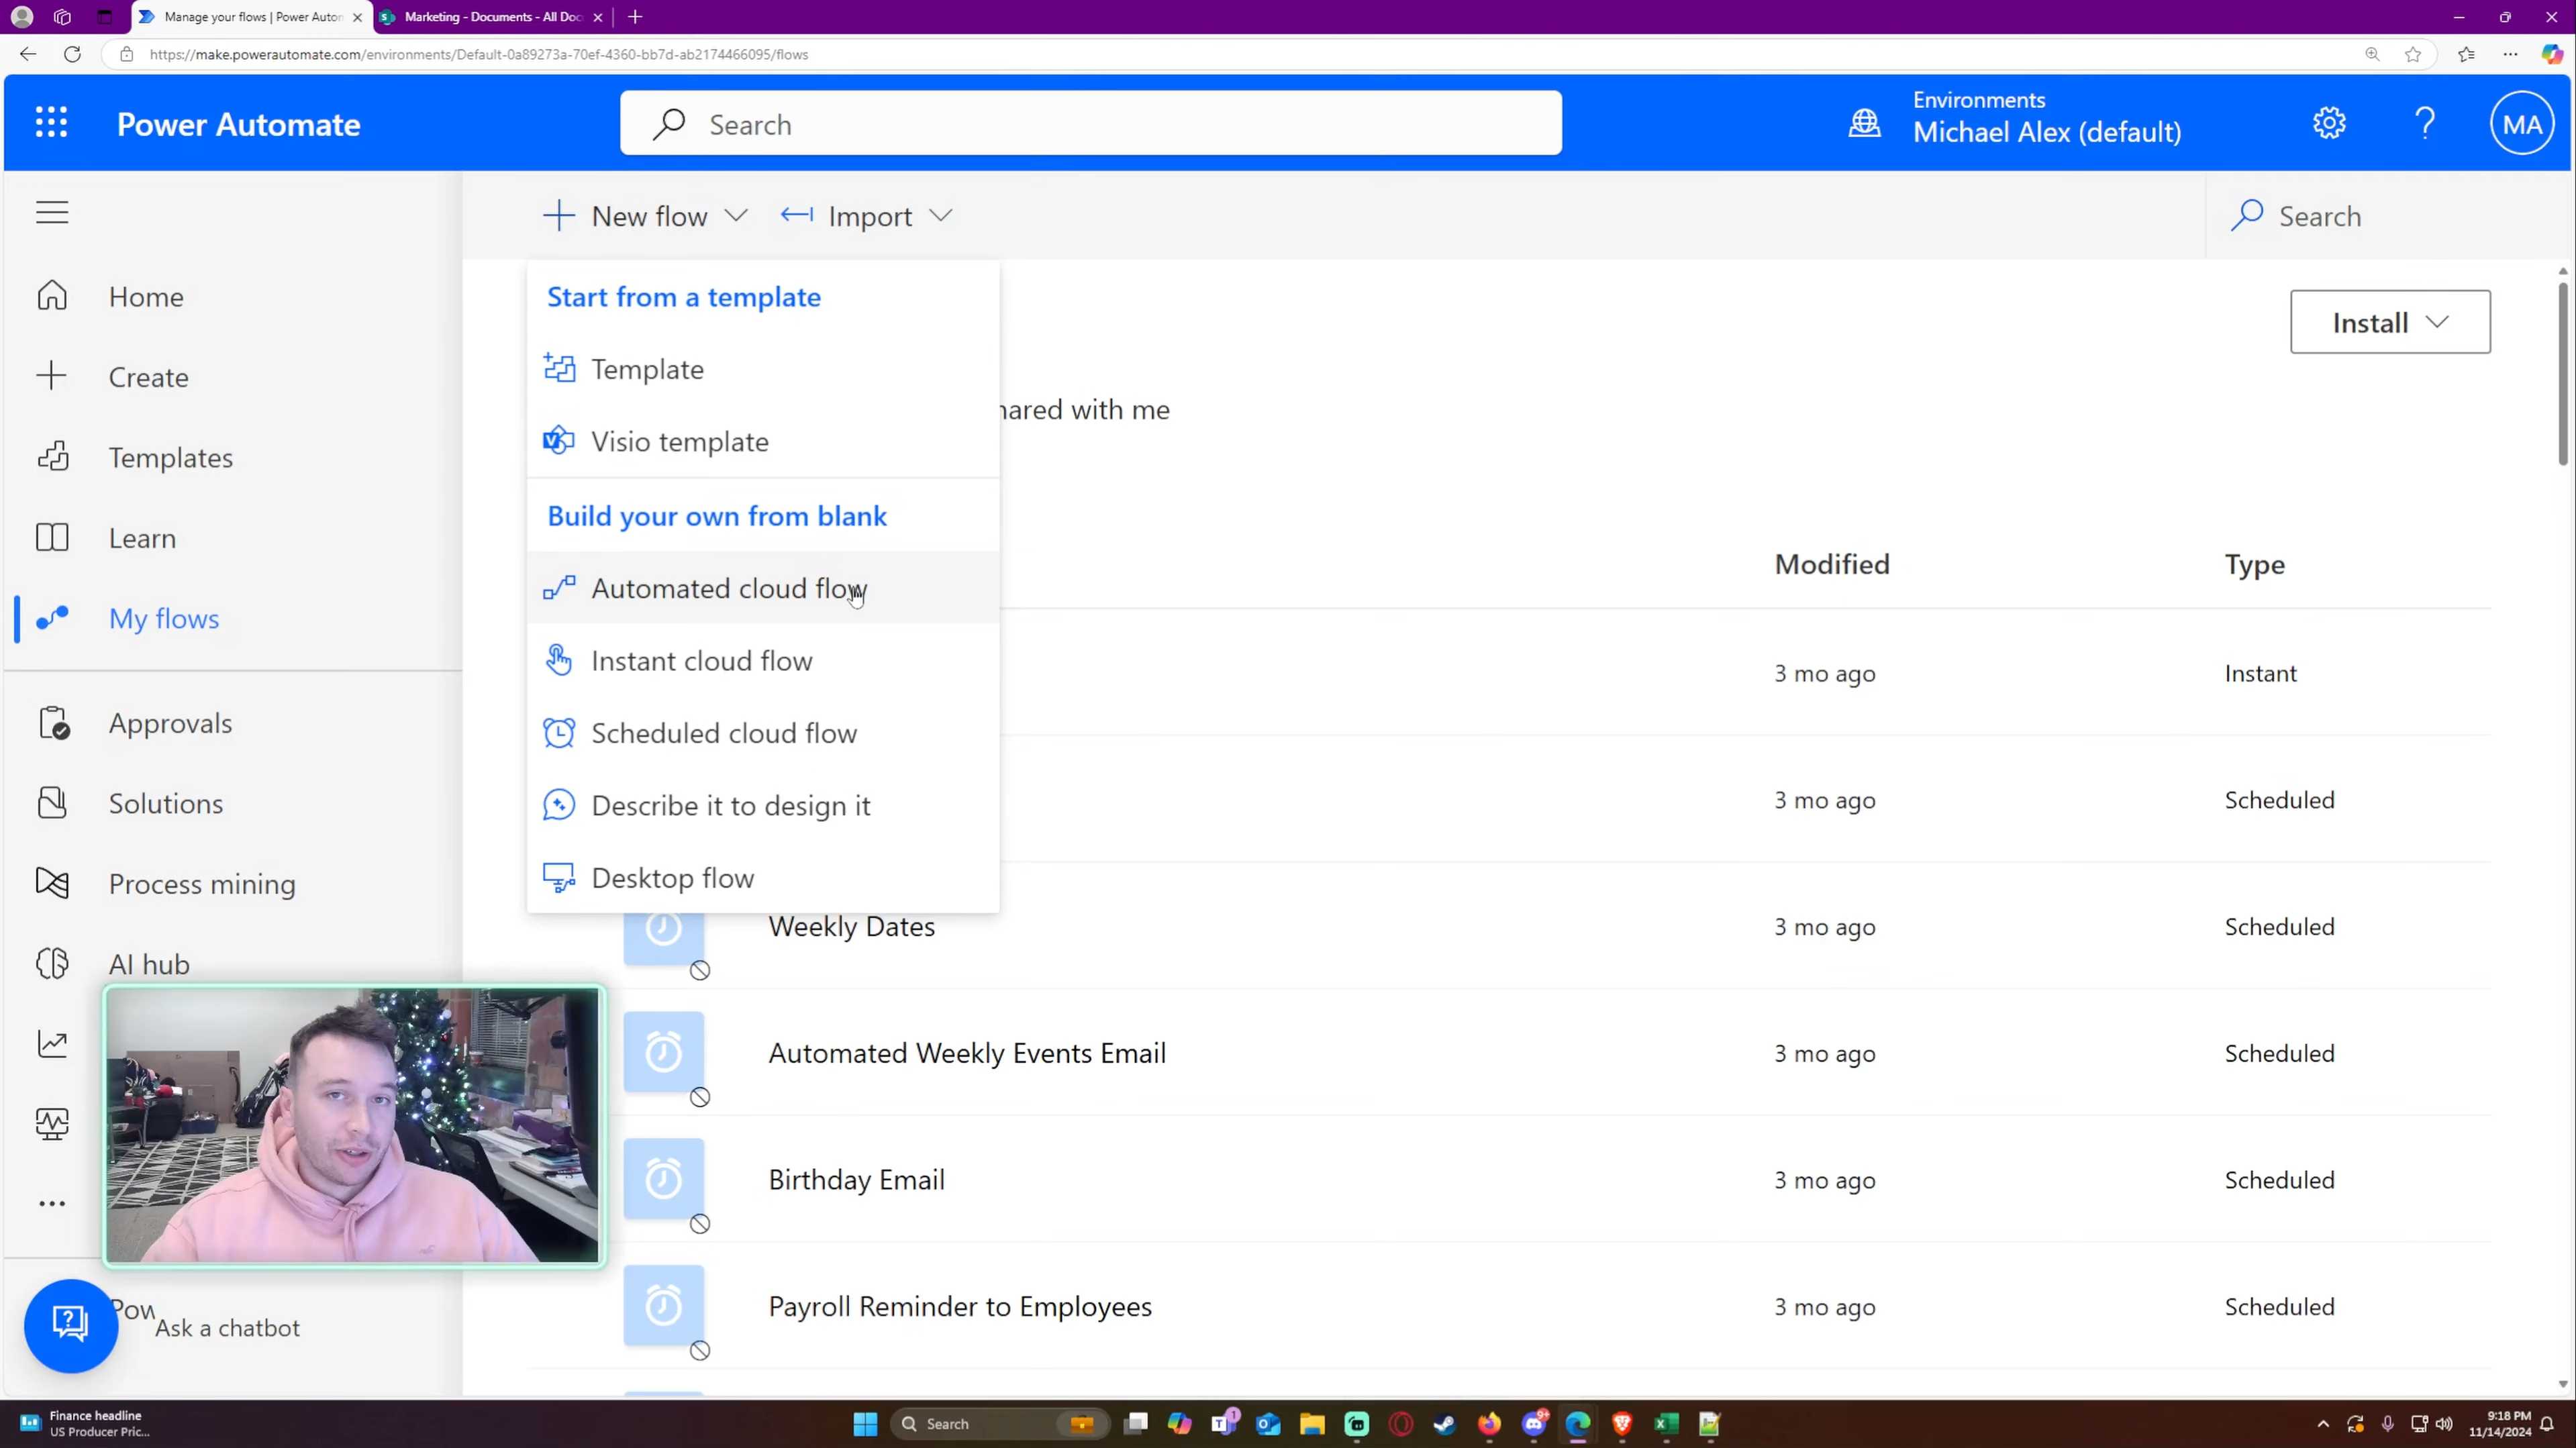 Manage your flows | Power Auton
Marketing - Documents - All Doc
https://make.powerautomate.com/environments/Default-0a89273a-70ef-4360-bb7d-ab2174466095/flows
Power Automate
Search
Environments
Michael Alex (default)
MA
New flow
Import
Search
Home
Create
Templates
Learn
My flows
Approvals
Solutions
Process mining
AI hub
Pow
Ask a chatbot
Start from a template
Template
Visio template
Build your own from blank
Automated cloud flow
Instant cloud flow
Scheduled cloud flow
Describe it to design it
Desktop flow
Install
hared with me
Modified
Type
3 mo ago
Instant
3 mo ago
Scheduled
Weekly Dates
3 mo ago
Scheduled
Automated Weekly Events Email
3 mo ago
Scheduled
Birthday Email
3 mo ago
Scheduled
Payroll Reminder to Employees
3 mo ago
Scheduled
Finance headline
US Producer Pric...
Search
9:18 PM
11/14/2024